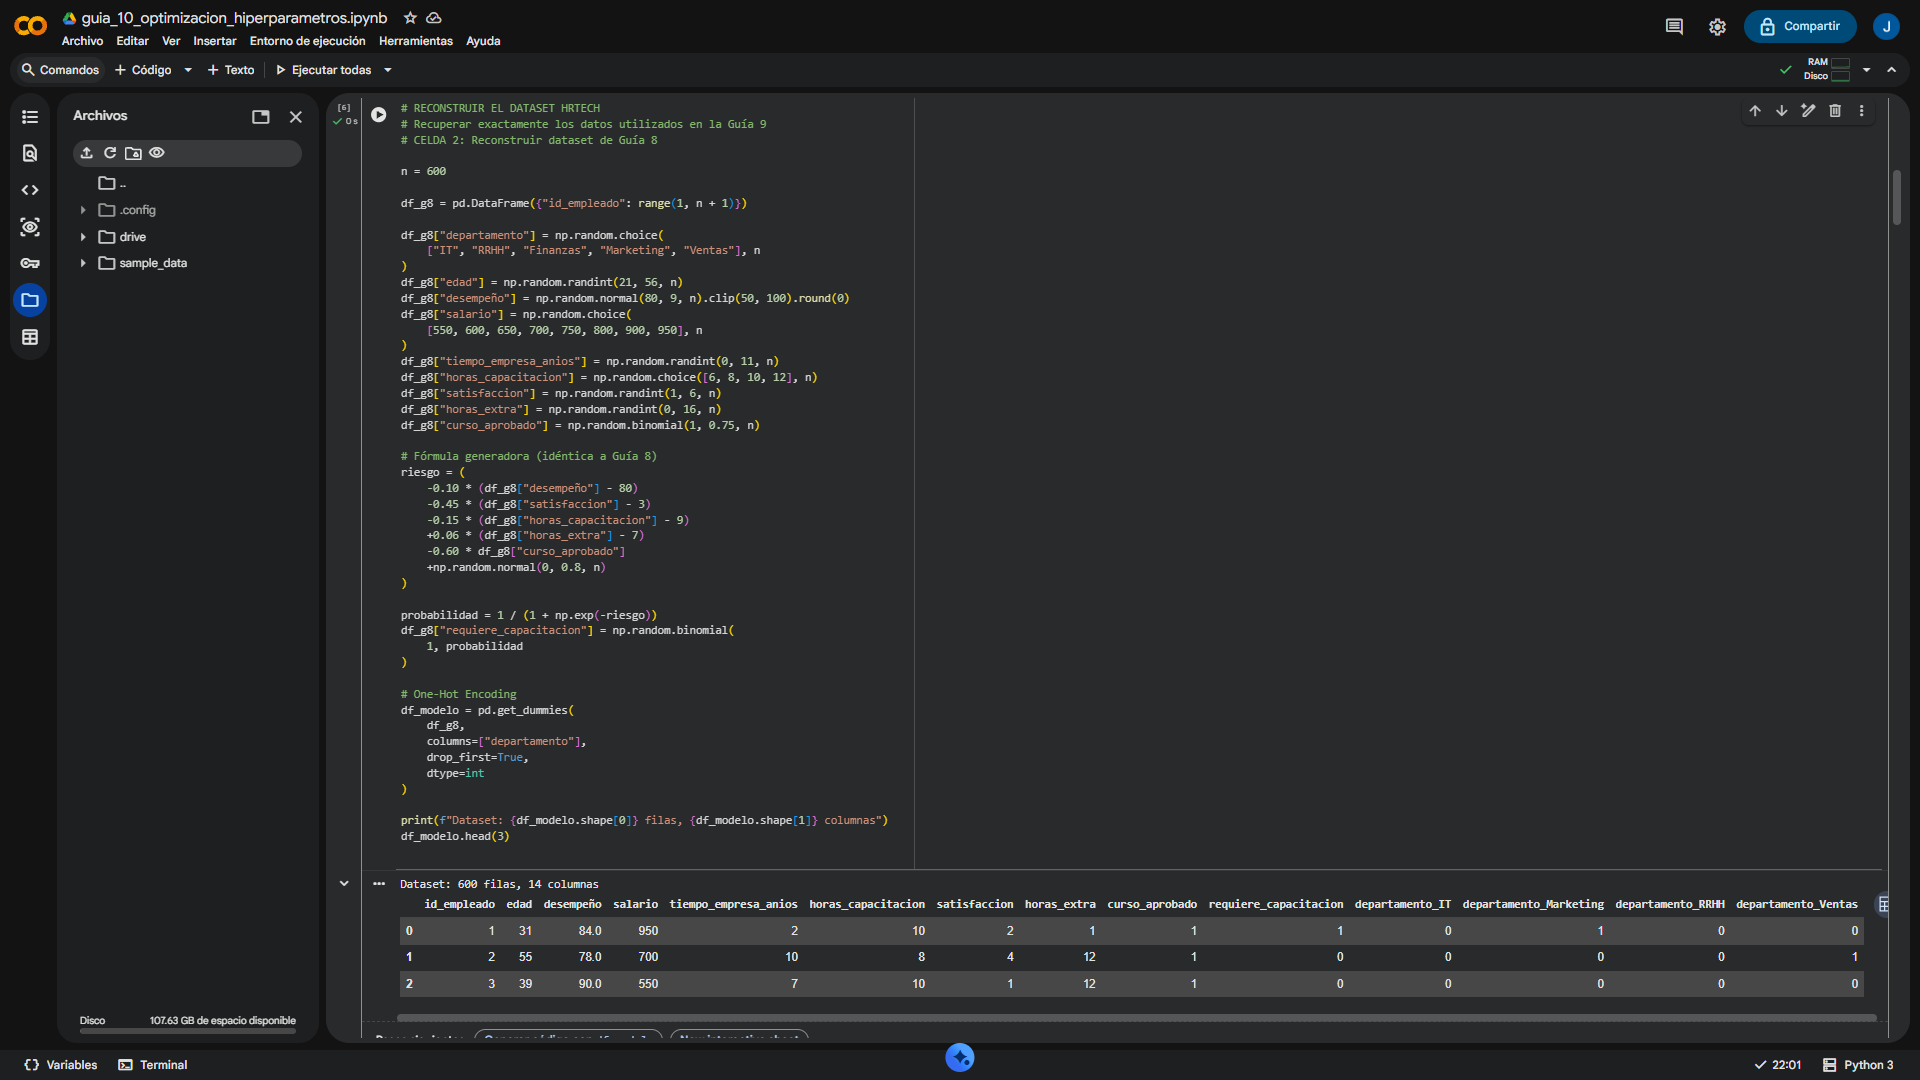 guia_10_optimizacion_hiperparametros.ipynb
Archivo Editar Ver Insertar Entorno de ejecución Herramientas Ayuda
Compartir
J
Comandos + Código + Texto Ejecutar todas
RAM
Disco
Archivos
..
.config
drive
sample_data
Disco 107.63 GB de espacio disponible
[6]
0 s
# RECONSTRUIR EL DATASET HRTECH
# Recuperar exactamente los datos utilizados en la Guía 9
# CELDA 2: Reconstruir dataset de Guía 8
n = 600
df_g8 = pd.DataFrame({"id_empleado": range(1, n + 1)})
df_g8["departamento"] = np.random.choice(
["IT", "RRHH", "Finanzas", "Marketing", "Ventas"], n
)
df_g8["edad"] = np.random.randint(21, 56, n)
df_g8["desempeño"] = np.random.normal(80, 9, n).clip(50, 100).round(0)
df_g8["salario"] = np.random.choice(
[550, 600, 650, 700, 750, 800, 900, 950], n
)
df_g8["tiempo_empresa_anios"] = np.random.randint(0, 11, n)
df_g8["horas_capacitacion"] = np.random.choice([6, 8, 10, 12], n)
df_g8["satisfaccion"] = np.random.randint(1, 6, n)
df_g8["horas_extra"] = np.random.randint(0, 16, n)
df_g8["curso_aprobado"] = np.random.binomial(1, 0.75, n)
# Fórmula generadora (idéntica a Guía 8)
riesgo = (
-0.10 * (df_g8["desempeño"] - 80)
-0.45 * (df_g8["satisfaccion"] - 3)
-0.15 * (df_g8["horas_capacitacion"] - 9)
+0.06 * (df_g8["horas_extra"] - 7)
-0.60 * df_g8["curso_aprobado"]
+np.random.normal(0, 0.8, n)
)
probabilidad = 1 / (1 + np.exp(-riesgo))
df_g8["requiere_capacitacion"] = np.random.binomial(
1, probabilidad
)
# One-Hot Encoding
df_modelo = pd.get_dummies(
df_g8,
columns=["departamento"],
drop_first=True,
dtype=int
)
print(f"Dataset: {df_modelo.shape[0]} filas, {df_modelo.shape[1]} columnas")
df_modelo.head(3)
Dataset: 600 filas, 14 columnas
id_empleado edad desempeño salario tiempo_empresa_anios horas_capacitacion satisfaccion horas_extra curso_aprobado requiere_capacitacion departamento_IT departamento_Marketing departamento_RRHH departamento_Ventas
0 1 31 84.0 950 2 10 2 1 1 1 0 1 0 0
1 2 55 78.0 700 10 8 4 12 1 0 0 0 0 1
2 3 39 90.0 550 7 10 1 12 1 0 0 0 0 0
Variables Terminal
22:01 Python 3